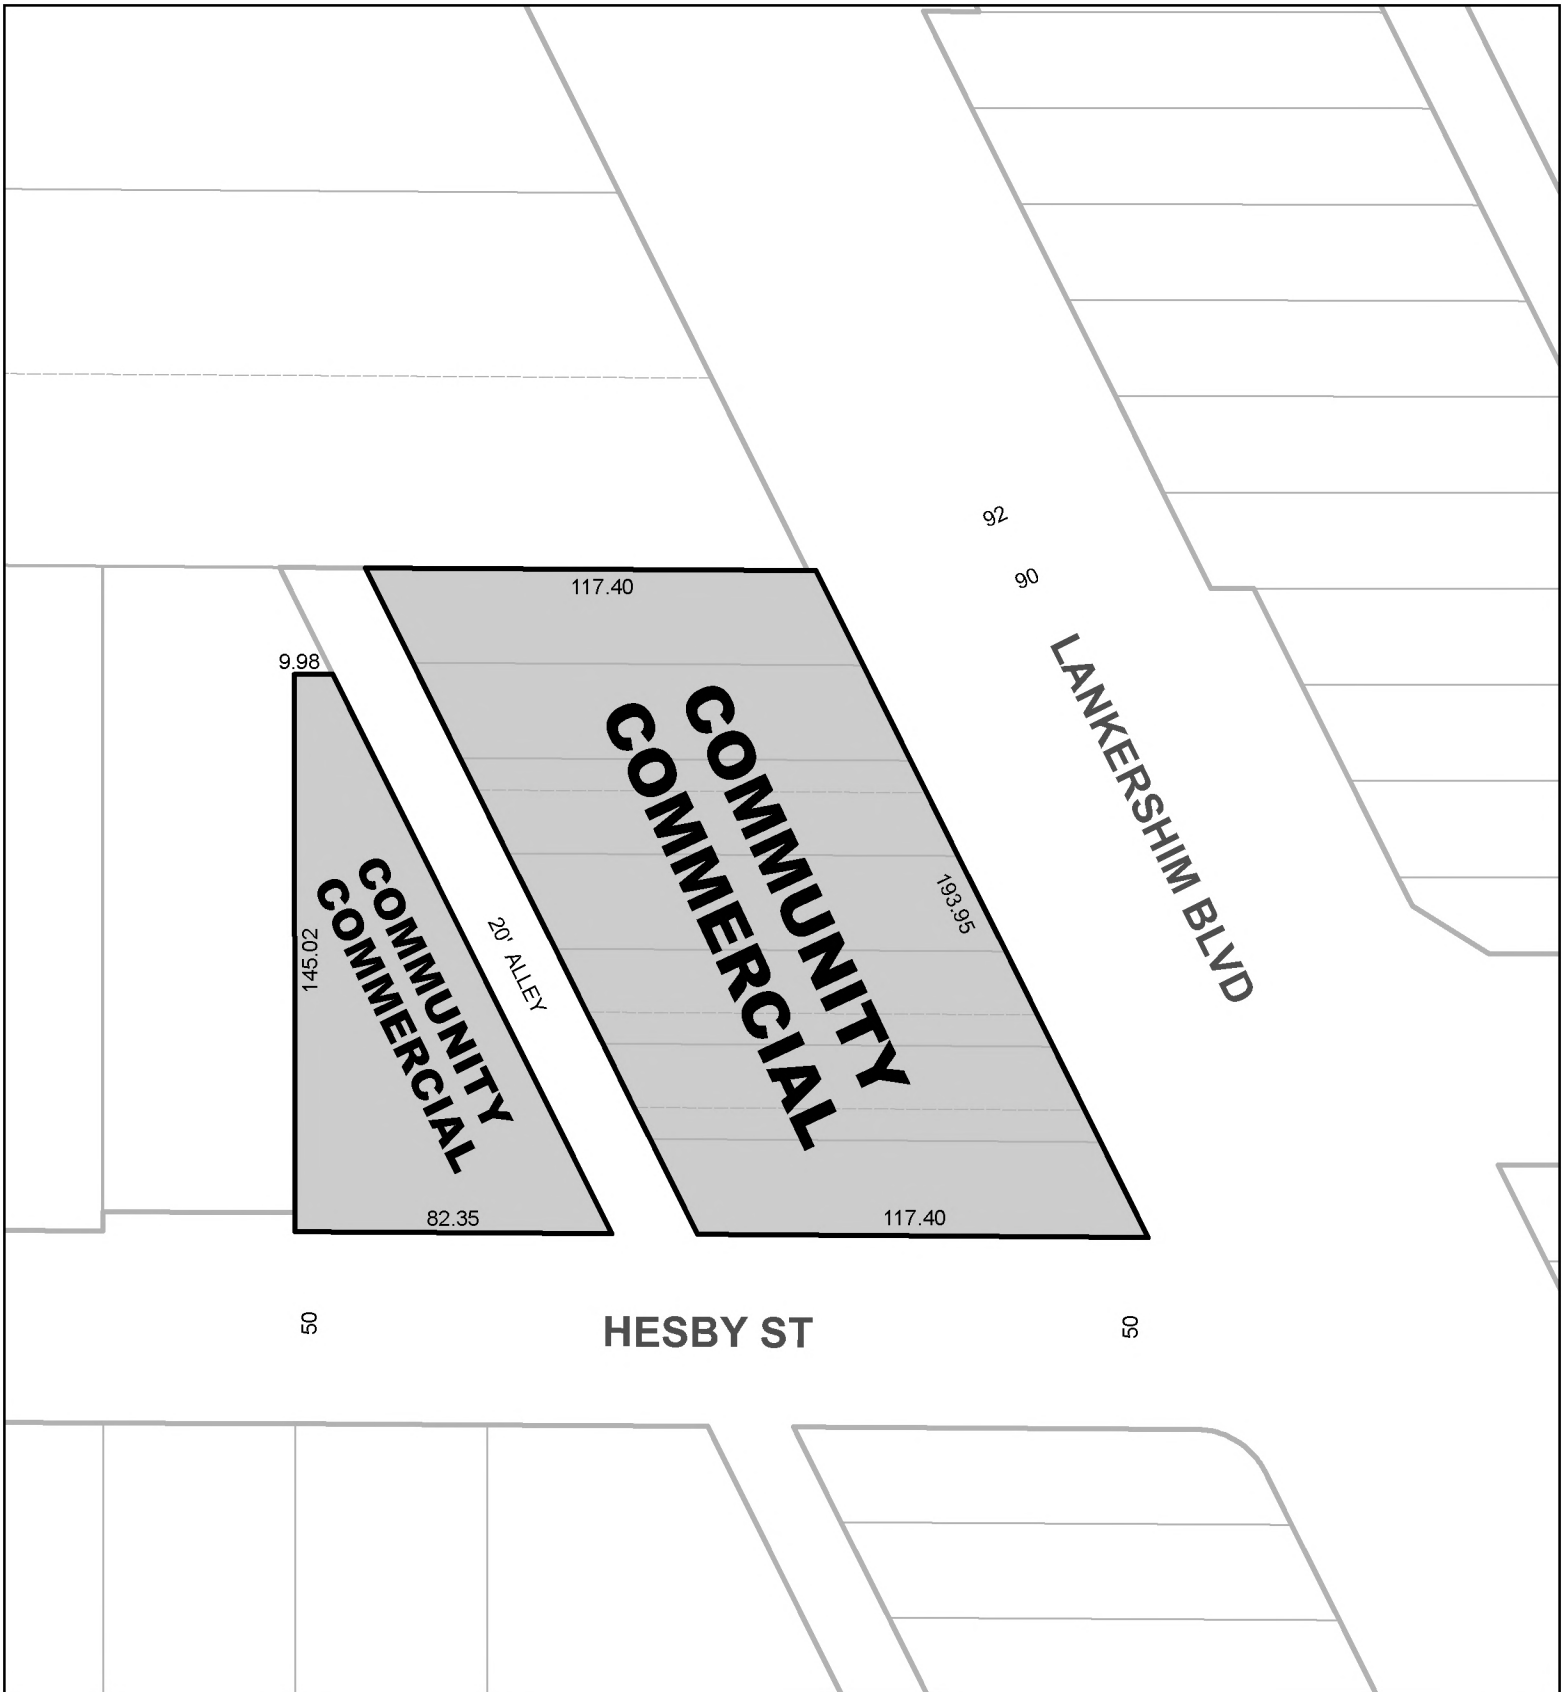 92
90
LANKERSHIM BLVD
117.40
COMMUNITY
COMMERCIAL
193.95
117.40
20' ALLEY
9.98
145.02
COMMUNITY
COMMERCIAL
82.35
50
HESBY ST
50